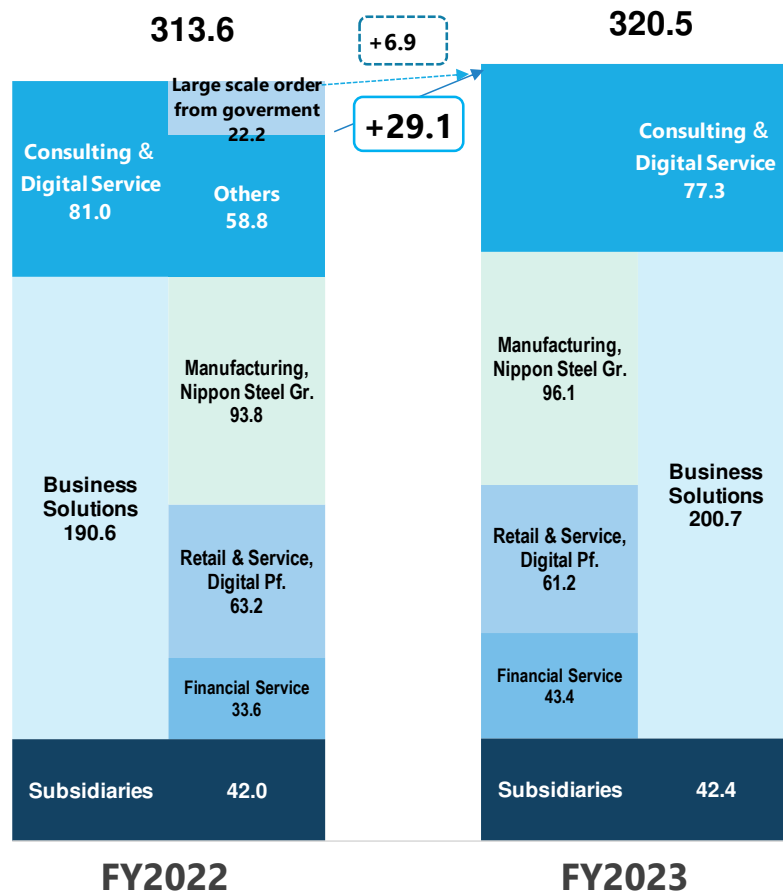 313.6
+6.9
320.5
Large scale order
from goverment
22.2
+29.1
Consulting &
Digital Service
81.0
Others
58.8
Consulting &
Digital Service
77.3
Manufacturing,
Nippon Steel Gr.
93.8
Manufacturing,
Nippon Steel Gr.
96.1
Business
Solutions
190.6
Business
Solutions
200.7
Retail & Service,
Digital Pf.
63.2
Retail & Service,
Digital Pf.
61.2
Financial Service
33.6
Financial Service
43.4
Subsidiaries
42.0
Subsidiaries
42.4
FY2022
FY2023